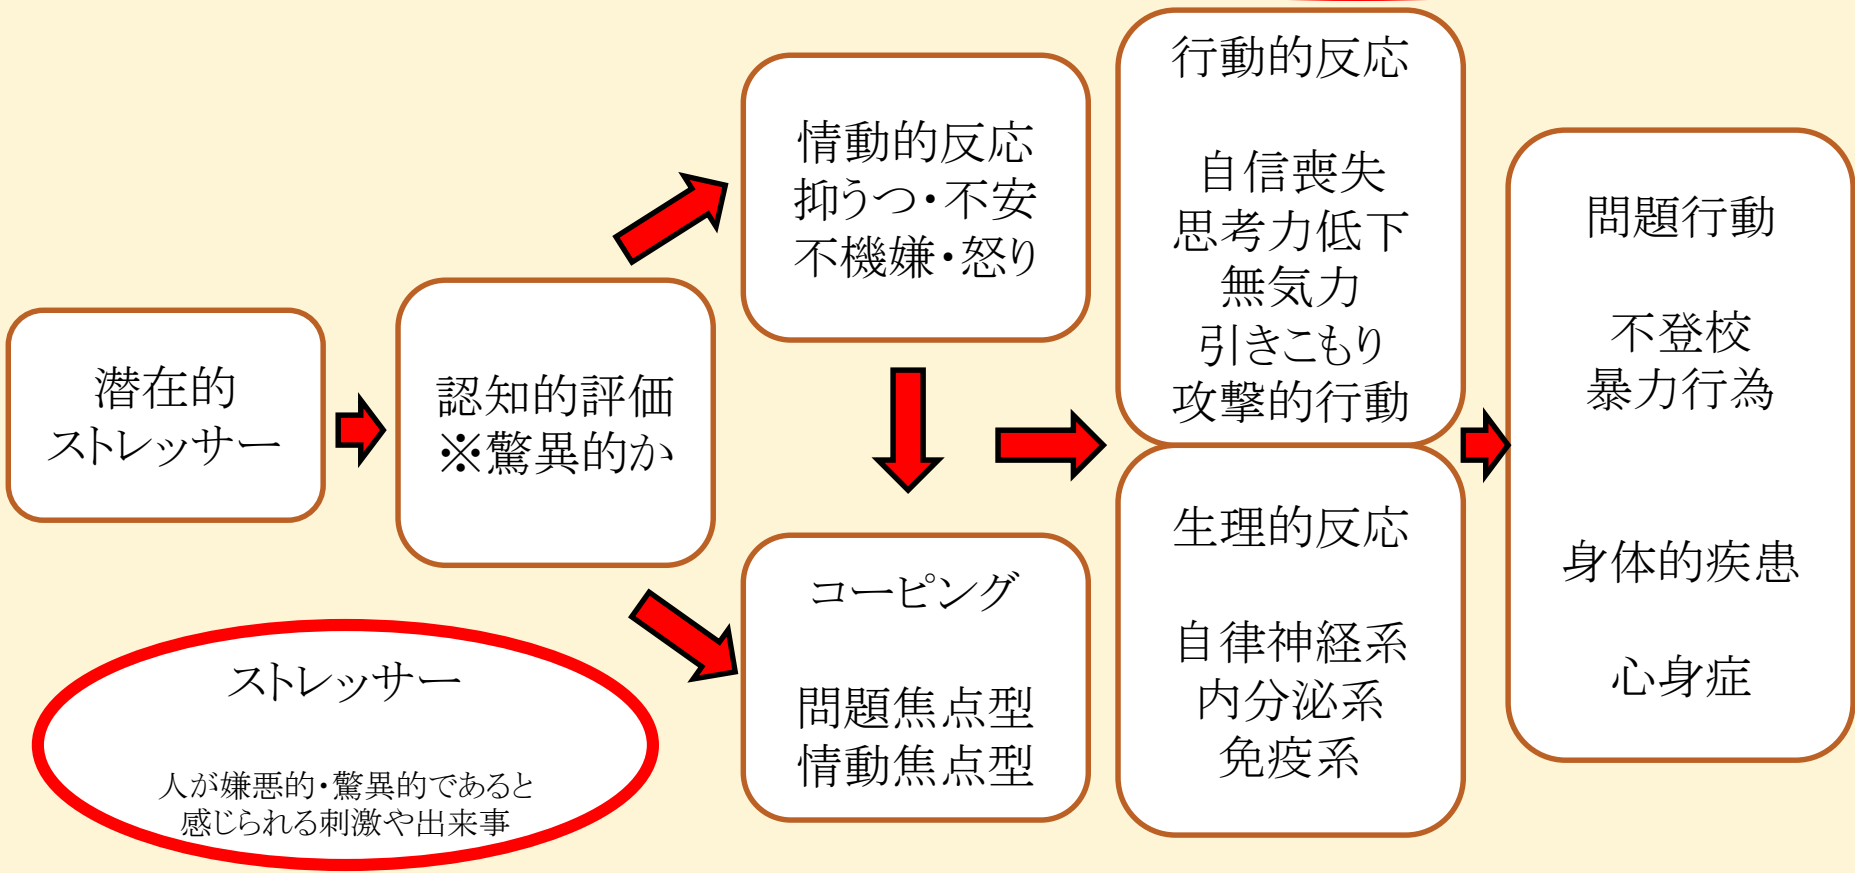 潜在的
ストレッサー
認知的評価
※驚異的か
情動的反応
抑うつ・不安
不機嫌・怒り
コーピング
問題焦点型
情動焦点型
行動的反応
自信喪失
思考力低下
無気力
引きこもり
攻撃的行動
生理的反応
自律神経系
内分泌系
免疫系
問題行動
不登校
暴力行為
身体的疾患
心身症
ストレッサー
人が嫌悪的・驚異的であると
感じられる刺激や出来事